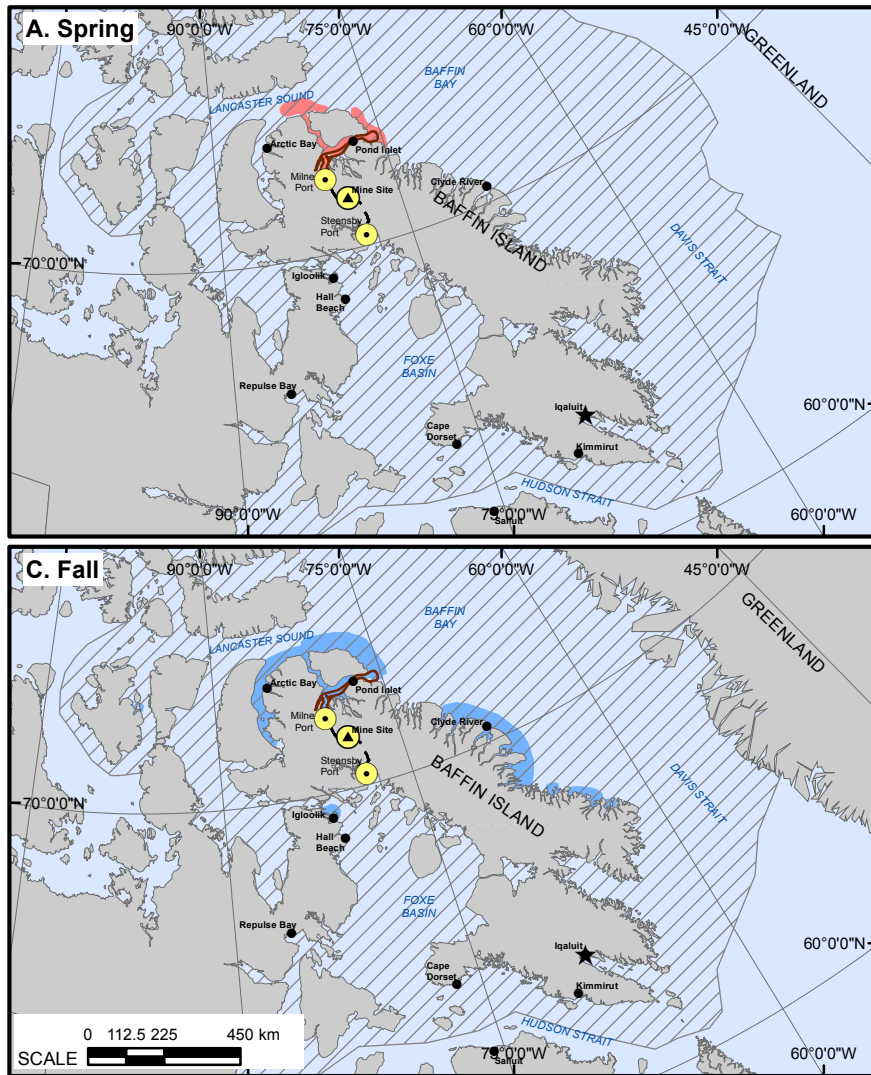 A. Spring
90°0'0"W
75°0'0"W
60°0'0"W
45°0'0"W
GREENLAND
BAFFIN
BAY
LANCASTER SOUND
Arctic Bay
Pond Inlet
Milne
Port
Mine Site
Clyde River
Steensby
Port
BAFFIN ISLAND
DAVIS STRAIT
70°0'0"N
Igloolik
Hall
Beach
FOXE
BASIN
Repulse Bay
Iqaluit
60°0'0"N
Cape
Dorset
Kimmirut
HUDSON STRAIT
Salluit
90°0'0"W
75°0'0"W
60°0'0"W
C. Fall
90°0'0"W
75°0'0"W
60°0'0"W
45°0'0"W
GREENLAND
BAFFIN
BAY
LANCASTER SOUND
Arctic Bay
Pond Inlet
Milne
Port
Mine Site
Clyde River
Steensby
Port
BAFFIN ISLAND
DAVIS STRAIT
70°0'0"N
Igloolik
Hall
Beach
FOXE
BASIN
Repulse Bay
Iqaluit
60°0'0"N
Cape
Dorset
Kimmirut
HUDSON STRAIT
Salluit
75°0'0"W
60°0'0"W
0 112.5 225 450 km
SCALE